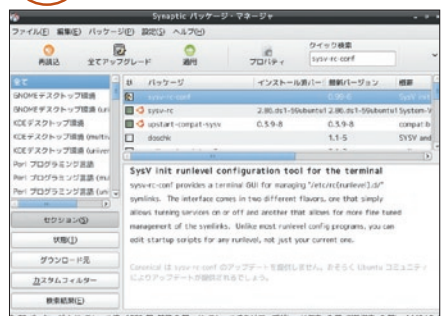 Synaptic パッケージ・マネージャ
ファイル(F) 編集(E) パッケージ(P) 設定(S) ヘルプ(H)
再読込 全てアップグレード 適用 プロパティ
クイック検索
sysv-rc-conf
S パッケージ インストール済バー 最新バージョン 概要
sysv-rc-conf 0.99-6 SysV init
sysv-rc 2.86.ds1-59ubuntu1 2.86.ds1-59ubuntu1 System-V
upstart-compat-sysv 0.3.9-8 0.3.9-8 compat b
doschk 1.1-5 SYSV and
全て
GNOMEデスクトップ環境
GNOMEデスクトップ環境 (uni
KDEデスクトップ環境
KDEデスクトップ環境 (multiv
KDEデスクトップ環境 (univer
Perl プログラミング言語
Perl プログラミング言語 (mu
Perl プログラミング言語 (un
セクション(S)
状態(T)
ダウンロード元
カスタムフィルター
検索結果(E)
SysV init runlevel configuration tool for the terminal
sysv-rc-conf provides a terminal GUI for managing "/etc/rc{runlevel}.d/"
symlinks. The interface comes in two different flavors, one that simply
allows turning services on or off and another that allows for more fine tuned
management of the symlinks. Unlike most runlevel config programs, you can
edit startup scripts for any runlevel, not just your current one.
Canonical は sysv-rc-conf のアップデートを提供しません。おそらく Ubuntu コミュニティ
によりアップデートが提供されるでしょう。